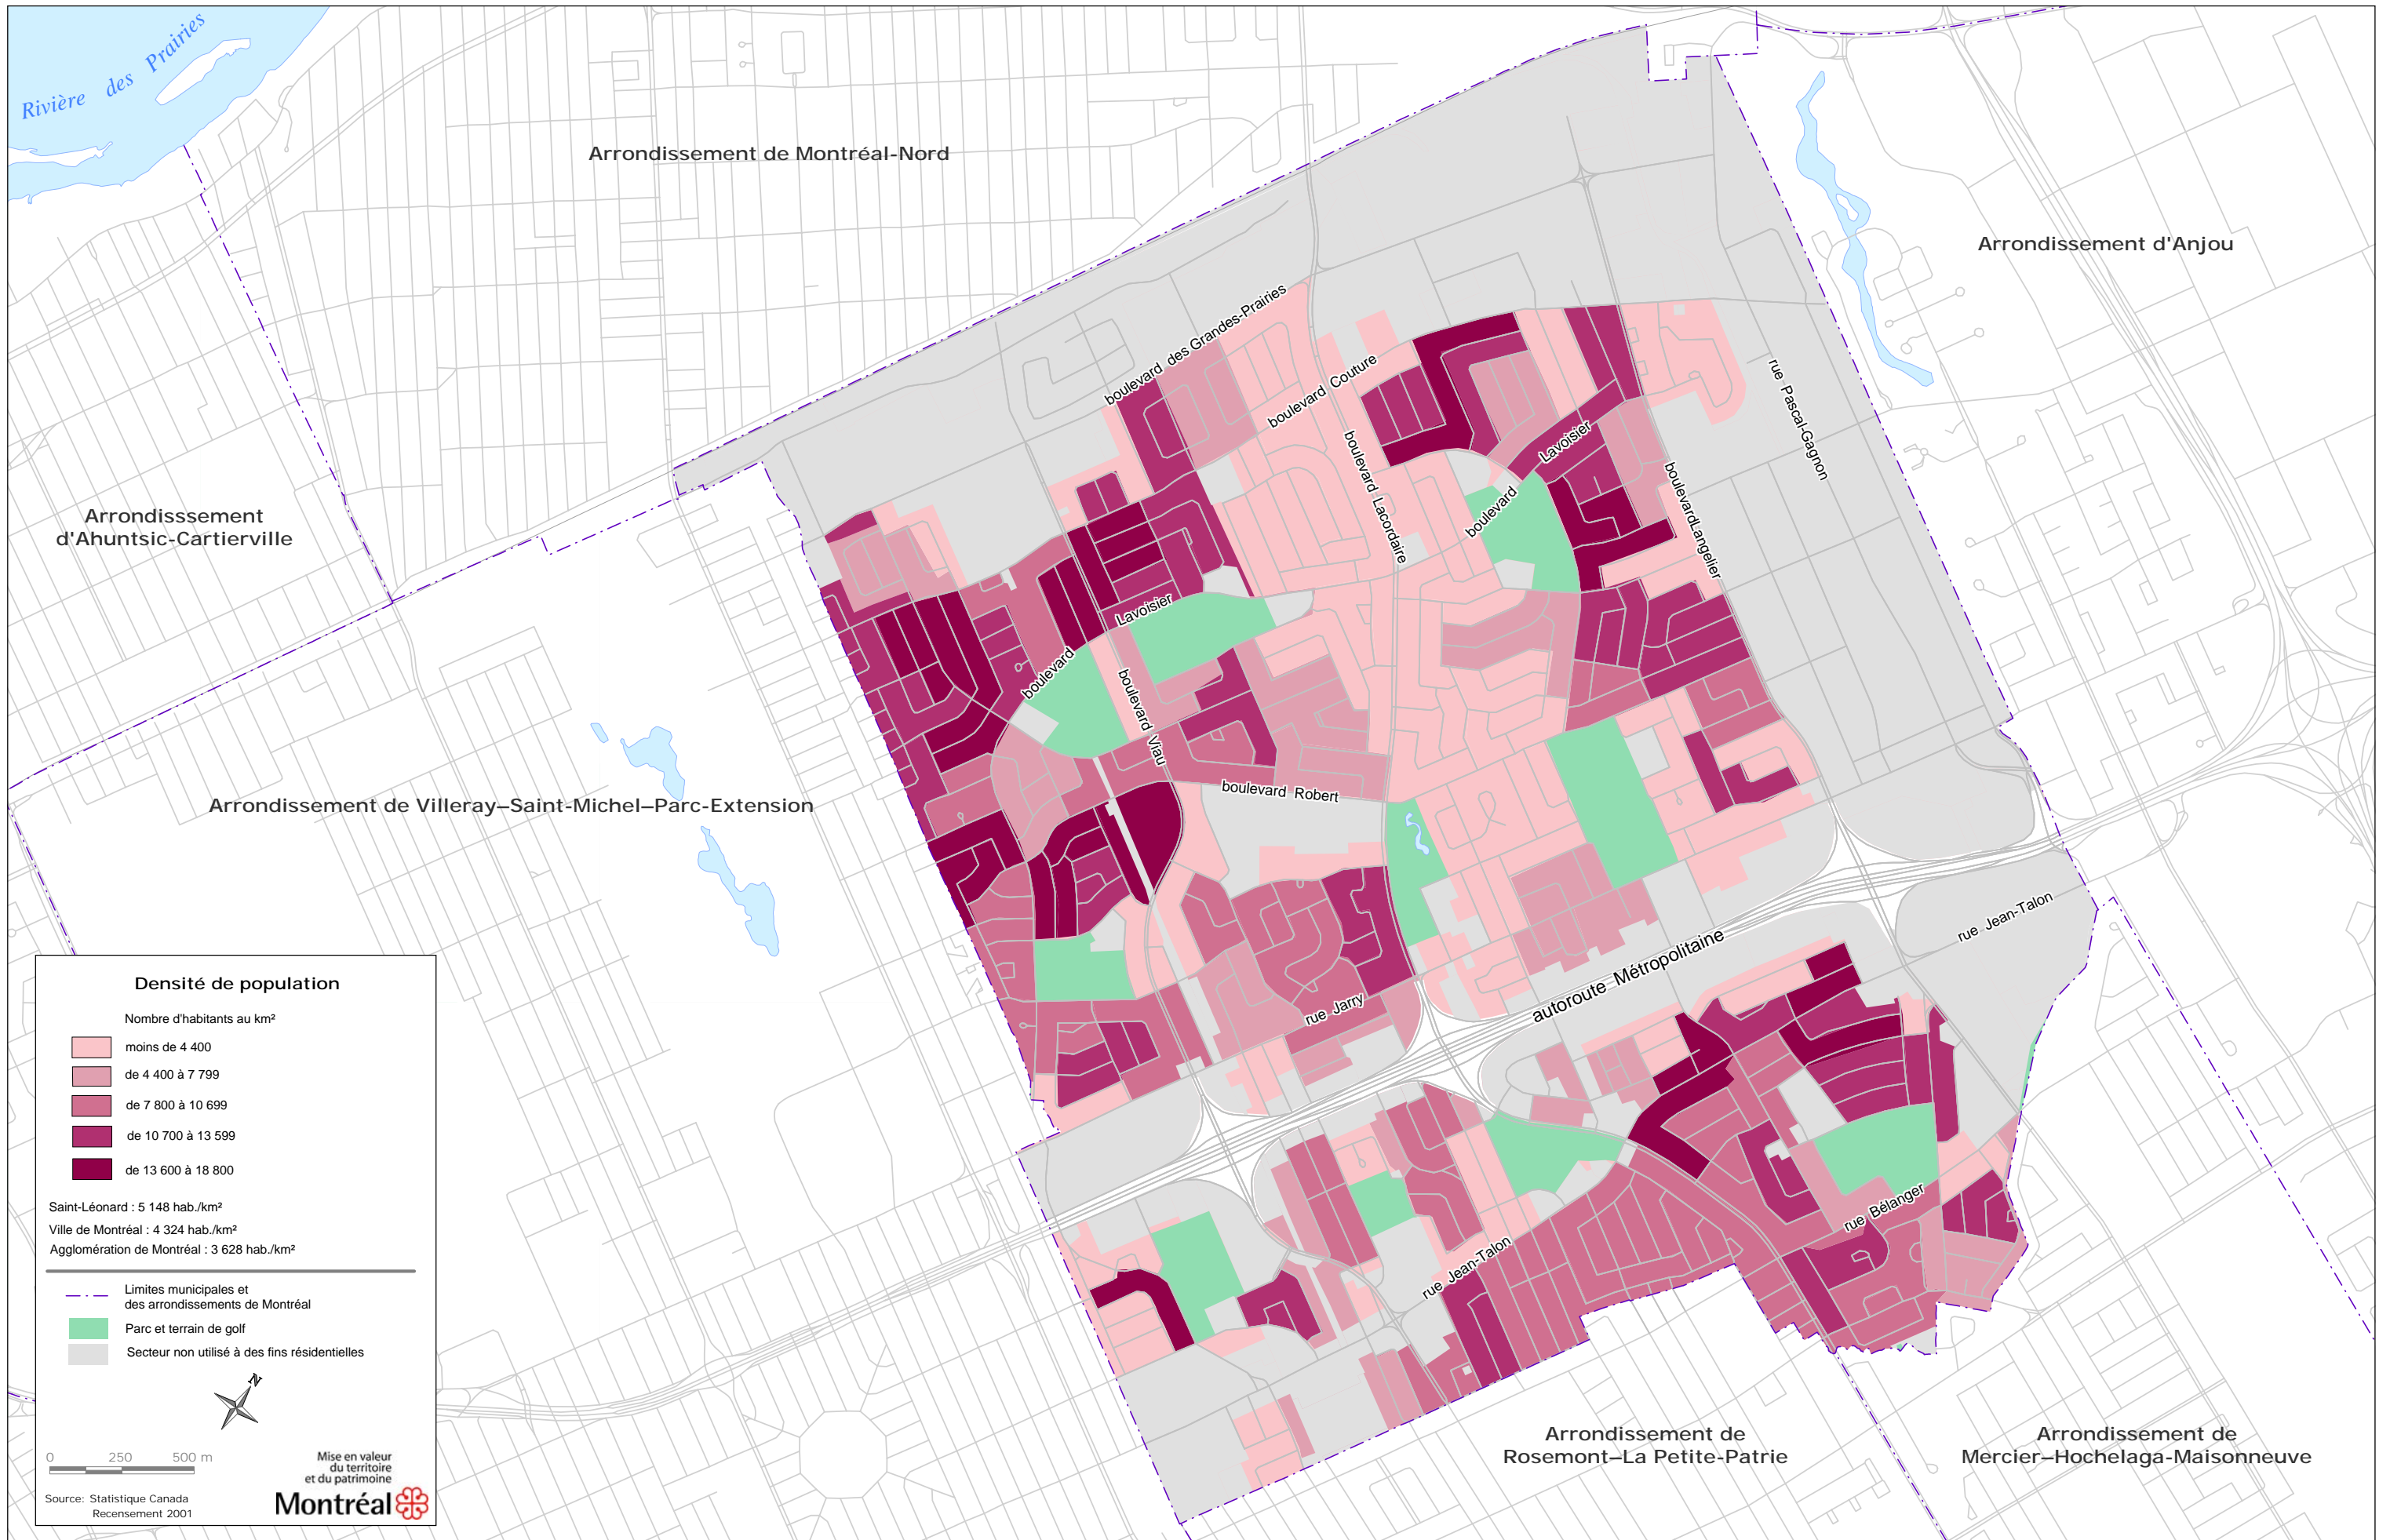 Rivière des Prairies
Arrondissement de Montréal-Nord
Arrondissement d'Anjou
boulevard des Grandes-Prairies
boulevard Couture
rue Pascal-Gagnon
boulevard Lacordaire
Lavoisier
boulevard
boulevard Langelier
Arrondisssement
d'Ahuntsic-Cartierville
Lavoisier
boulevard
boulevard Viau
boulevard Robert
Arrondissement de Villeray–Saint-Michel–Parc-Extension
rue Jean-Talon
autoroute Métropolitaine
rue Jarry
rue Bélanger
rue Jean-Talon
Arrondissement de
Rosemont–La Petite-Patrie
Arrondissement de
Mercier–Hochelaga-Maisonneuve
Densité de population
Nombre d'habitants au km²
moins de 4 400
de 4 400 à 7 799
de 7 800 à 10 699
de 10 700 à 13 599
de 13 600 à 18 800
Saint-Léonard : 5 148 hab./km²
Ville de Montréal : 4 324 hab./km²
Agglomération de Montréal : 3 628 hab./km²
Limites municipales et
des arrondissements de Montréal
Parc et terrain de golf
Secteur non utilisé à des fins résidentielles
N
0 250 500 m
Mise en valeur
du territoire
et du patrimoine
Montréal
Source: Statistique Canada
Recensement 2001